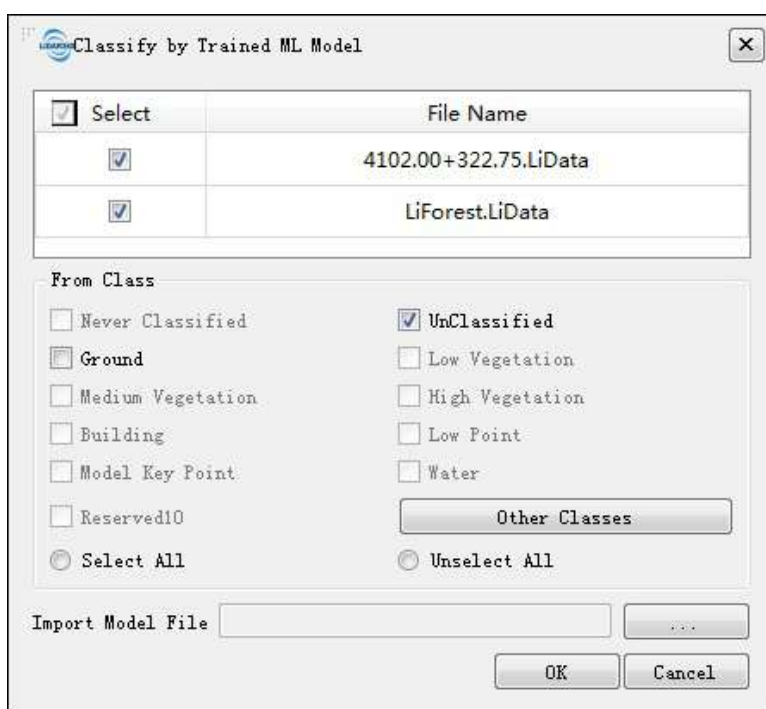 Classify by Trained ML Model
Select File Name
4102.00+322.75.LiData
LiForest.LiData
From Class
Never Classified UnClassified
Ground Low Vegetation
Medium Vegetation High Vegetation
Building Low Point
Model Key Point Water
Reserved10 Other Classes
Select All Unselect All
Import Model File ...
OK Cancel